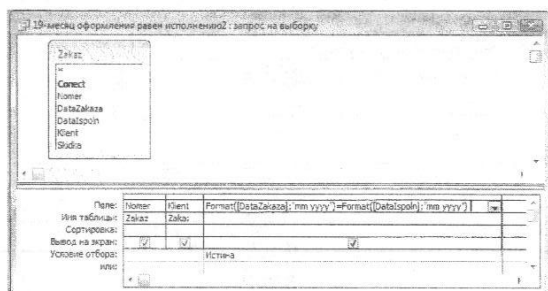 19-месяц оформления равен исполнению2 : запрос на выборку
Zakaz
*
Conect
Nomer
DataZakaza
DataIspoln
Klient
Skidka
Поле: Nomer Klient Format([DataZakaza];'mm yyyy')=Format([DataIspoln];'mm yyyy')
Имя таблицы: Zakaz Zakaz
Сортировка:
Вывод на экран:
Условие отбора: Истина
или: